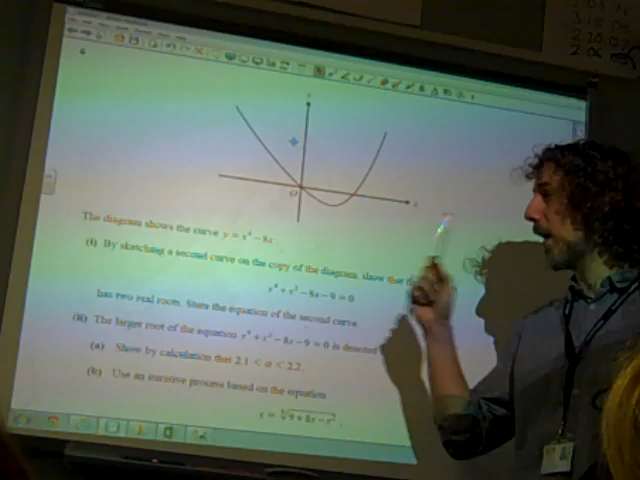 6
y
O
x
The diagram shows the curve y = x⁴ − 8x.
(i) By sketching a second curve on the copy of the diagram, show that
x⁴ + x² − 8x − 9 = 0
has two real roots. State the equation of the second curve.
(ii) The larger root of the equation x⁴ + x² − 8x − 9 = 0 is denoted
(a) Show by calculation that 2.1 < α < 2.2.
(b) Use an iterative process based on the equation
x = ∜(9 + 8x − x²),